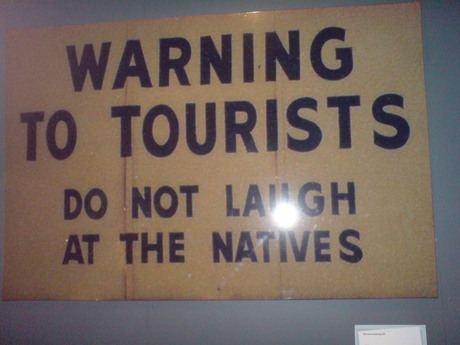 WARNING
TO TOURISTS
DO NOT LAUGH
AT THE NATIVES